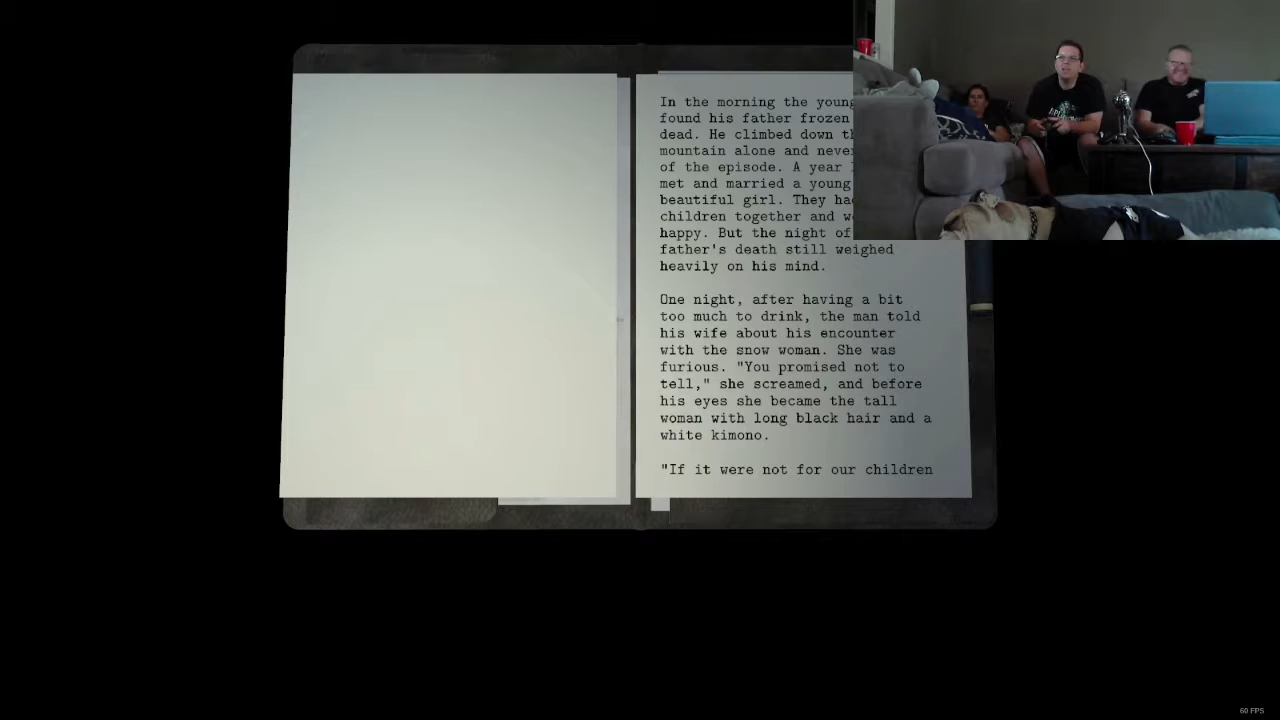 In the morning the young
found his father frozen
dead. He climbed down
mountain alone and
of the episode. A year
met and married a young
beautiful girl. They
children together and
happy. But the night of
father's death still weighed
heavily on his mind.
One night, after having a bit
too much to drink, the man told
his wife about his encounter
with the snow woman. She was
furious. "You promised not to
tell," she screamed, and before
his eyes she became the tall
woman with long black hair and a
white kimono.
"If it were not for our children
60 FPS